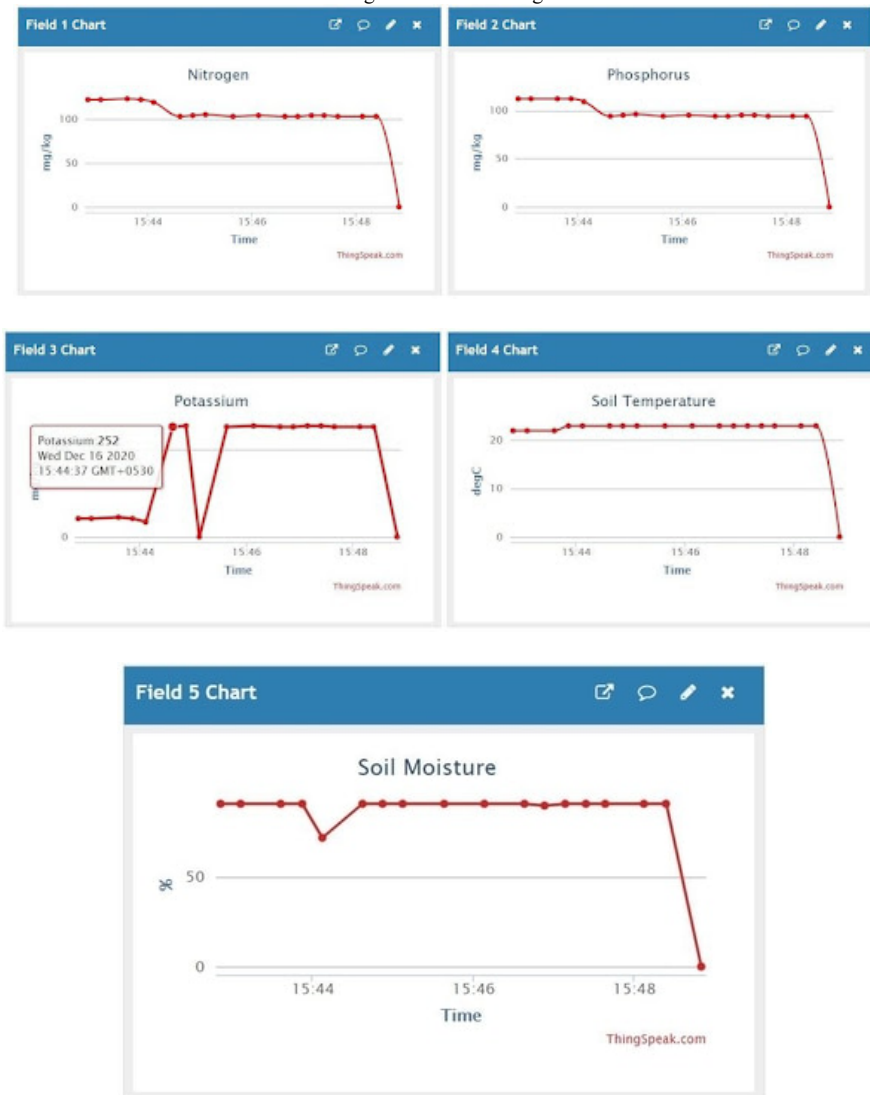 Field 1 Chart
Nitrogen
mg/kg
100
50
0
15:44 15:46 15:48
Time
ThingSpeak.com
Field 2 Chart
Phosphorus
mg/kg
100
50
0
15:44 15:46 15:48
Time
ThingSpeak.com
Field 3 Chart
Potassium
Potassium 252
Wed Dec 16 2020
15:44:37 GMT+0530
0
15:44 15:46 15:48
Time
ThingSpeak.com
Field 4 Chart
Soil Temperature
degC
20
10
0
15:44 15:46 15:48
Time
ThingSpeak.com
Field 5 Chart
Soil Moisture
%
50
0
15:44 15:46 15:48
Time
ThingSpeak.com